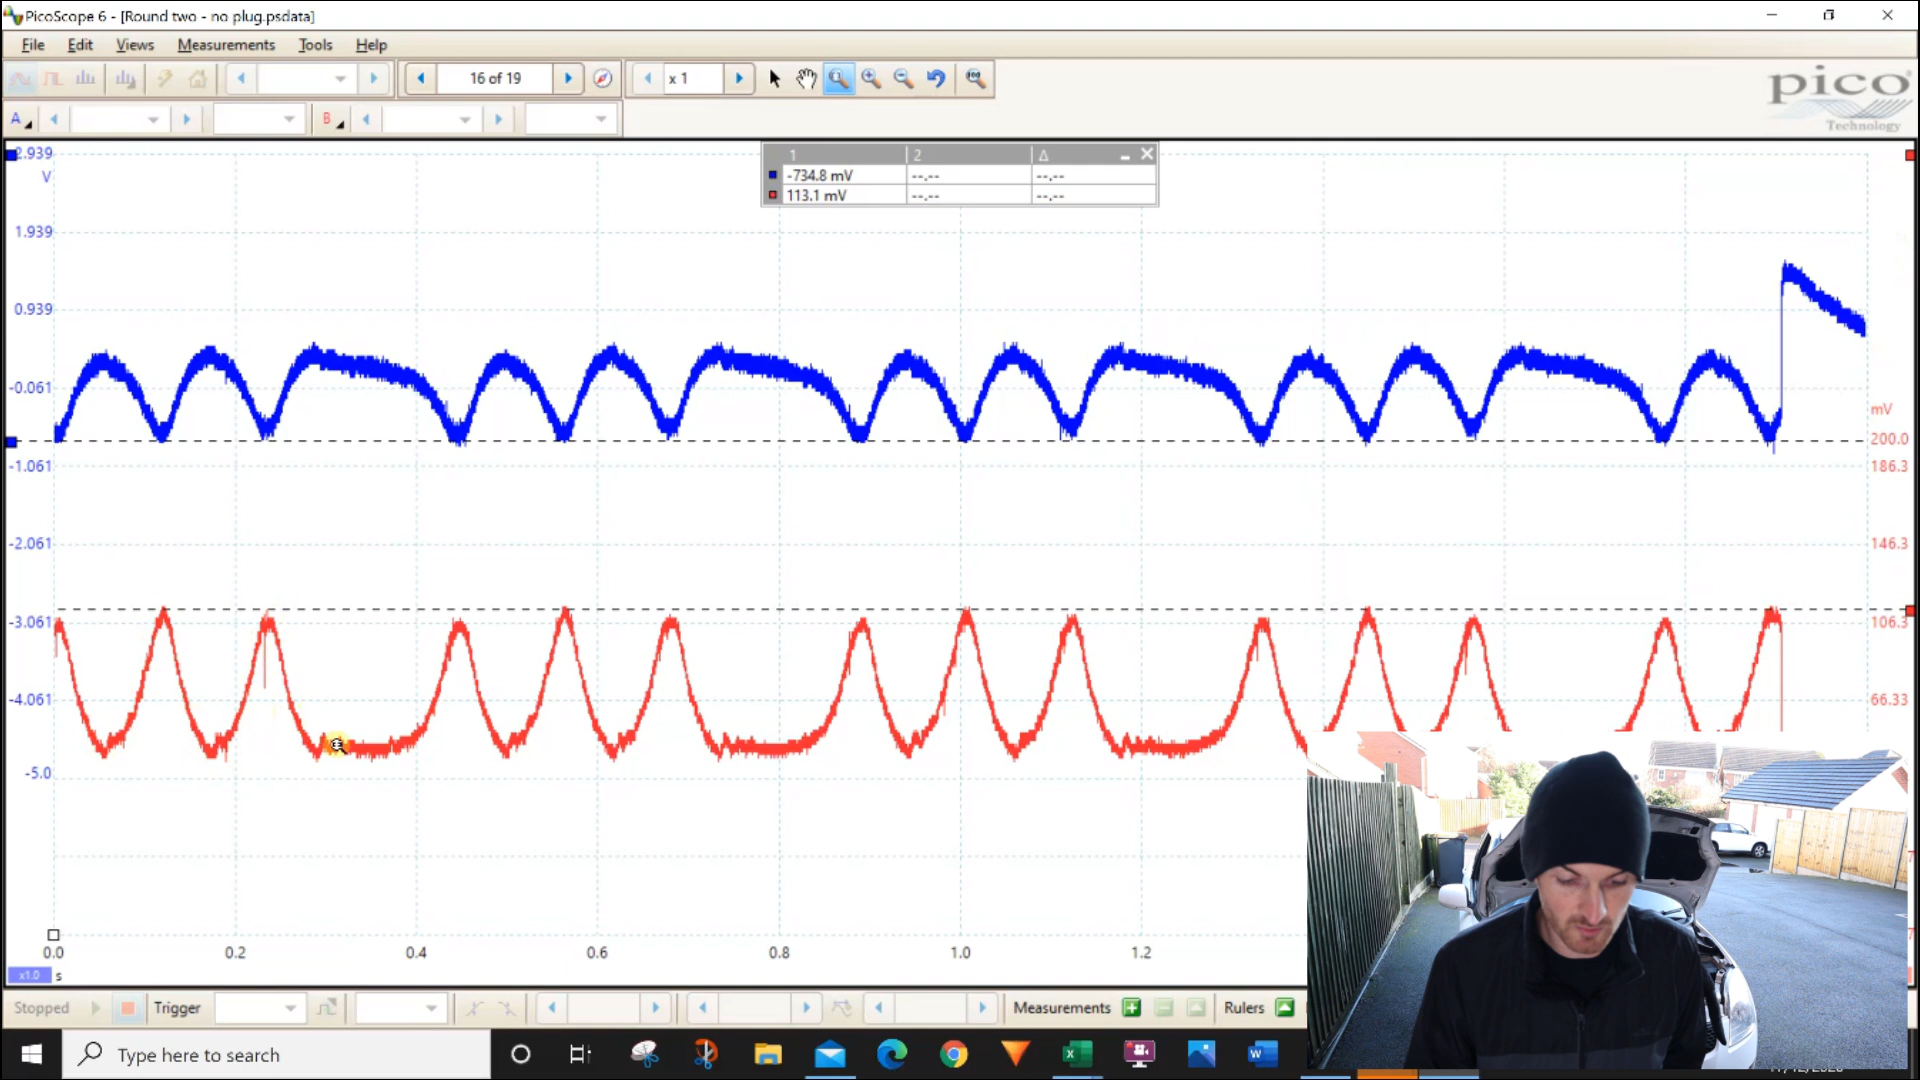 PicoScope 6 - [Round two - no plug.psdata]
File Edit Views Measurements Tools Help
16 of 19
x 1
pico
Technology
A
B
1 2 Δ
-734.8 mV --.-- --.--
113.1 mV --.-- --.--
2.939
V
1.939
0.939
-0.061
-1.061
-2.061
-3.061
-4.061
-5.0
mV
200.0
186.3
146.3
106.3
66.33
0.0 0.2 0.4 0.6 0.8 1.0 1.2
x1.0 s
Stopped Trigger Measurements Rulers
Type here to search